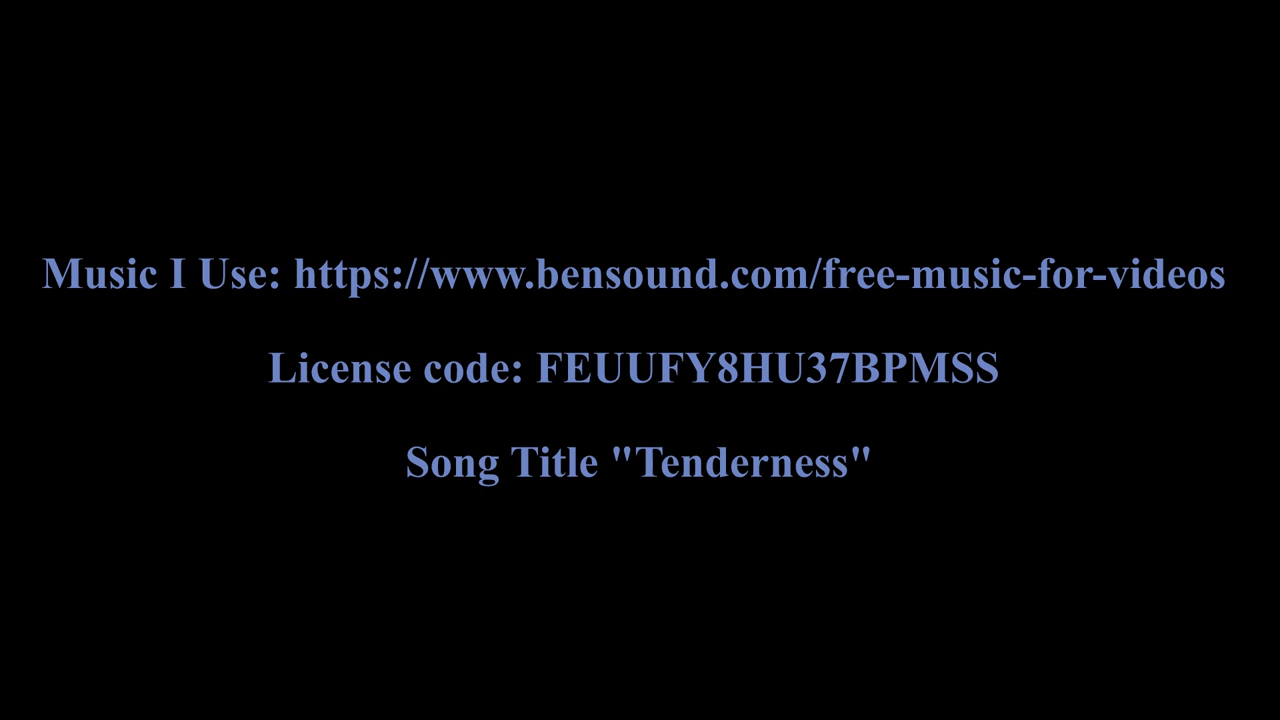 Music I Use: https://www.bensound.com/free-music-for-videos
License code: FEUUFY8HU37BPMSS
Song Title "Tenderness"